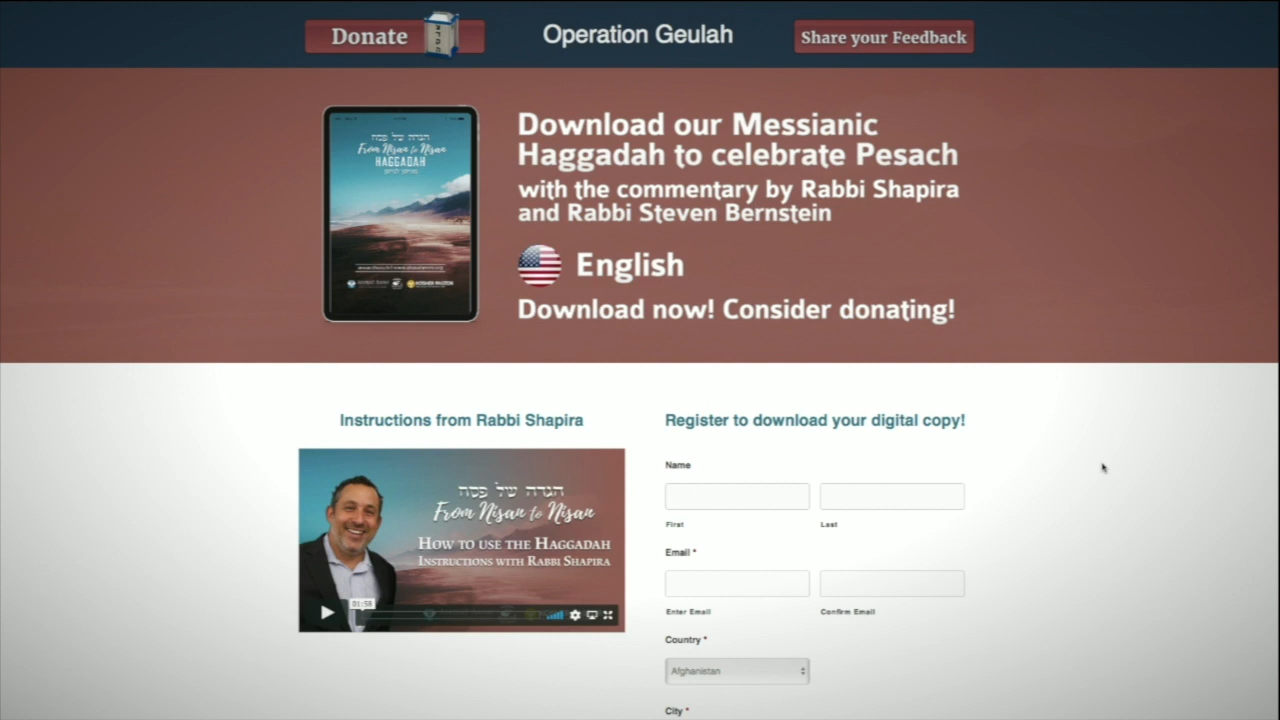 Donate
Operation Geulah
Share your Feedback
הגדה של פסח
From Nisan to Nisan
HAGGADAH
Download our Messianic
Haggadah to celebrate Pesach
with the commentary by Rabbi Shapira
and Rabbi Steven Bernstein
English
Download now! Consider donating!
Instructions from Rabbi Shapira
הגדה של פסח
From Nisan to Nisan
HOW TO USE THE HAGGADAH
INSTRUCTIONS WITH RABBI SHAPIRA
01:58
Register to download your digital copy!
Name
First
Last
Email *
Enter Email
Confirm Email
Country *
Afghanistan
City *